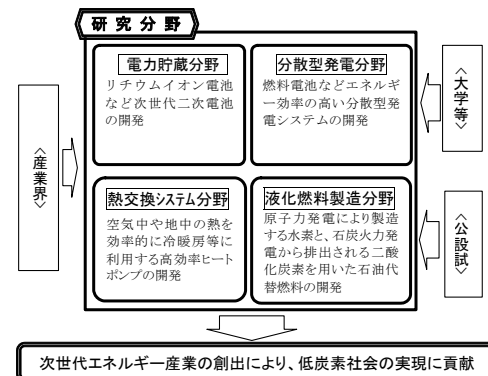 研究分野
電力貯蔵分野
リチウムイオン電池
など次世代二次電池
の開発
分散型発電分野
燃料電池などエネルギ
ー効率の高い分散型発
電システムの開発
熱交換システム分野
空気中や地中の熱を
効率的に冷暖房等に
利用する高効率ヒート
ポンプの開発
液化燃料製造分野
原子力発電により製造
する水素と、石炭火力発
電から排出される二酸
化炭素を用いた石油代
替燃料の開発
〈産業界〉
〈大学等〉
〈公設試〉
次世代エネルギー産業の創出により、低炭素社会の実現に貢献